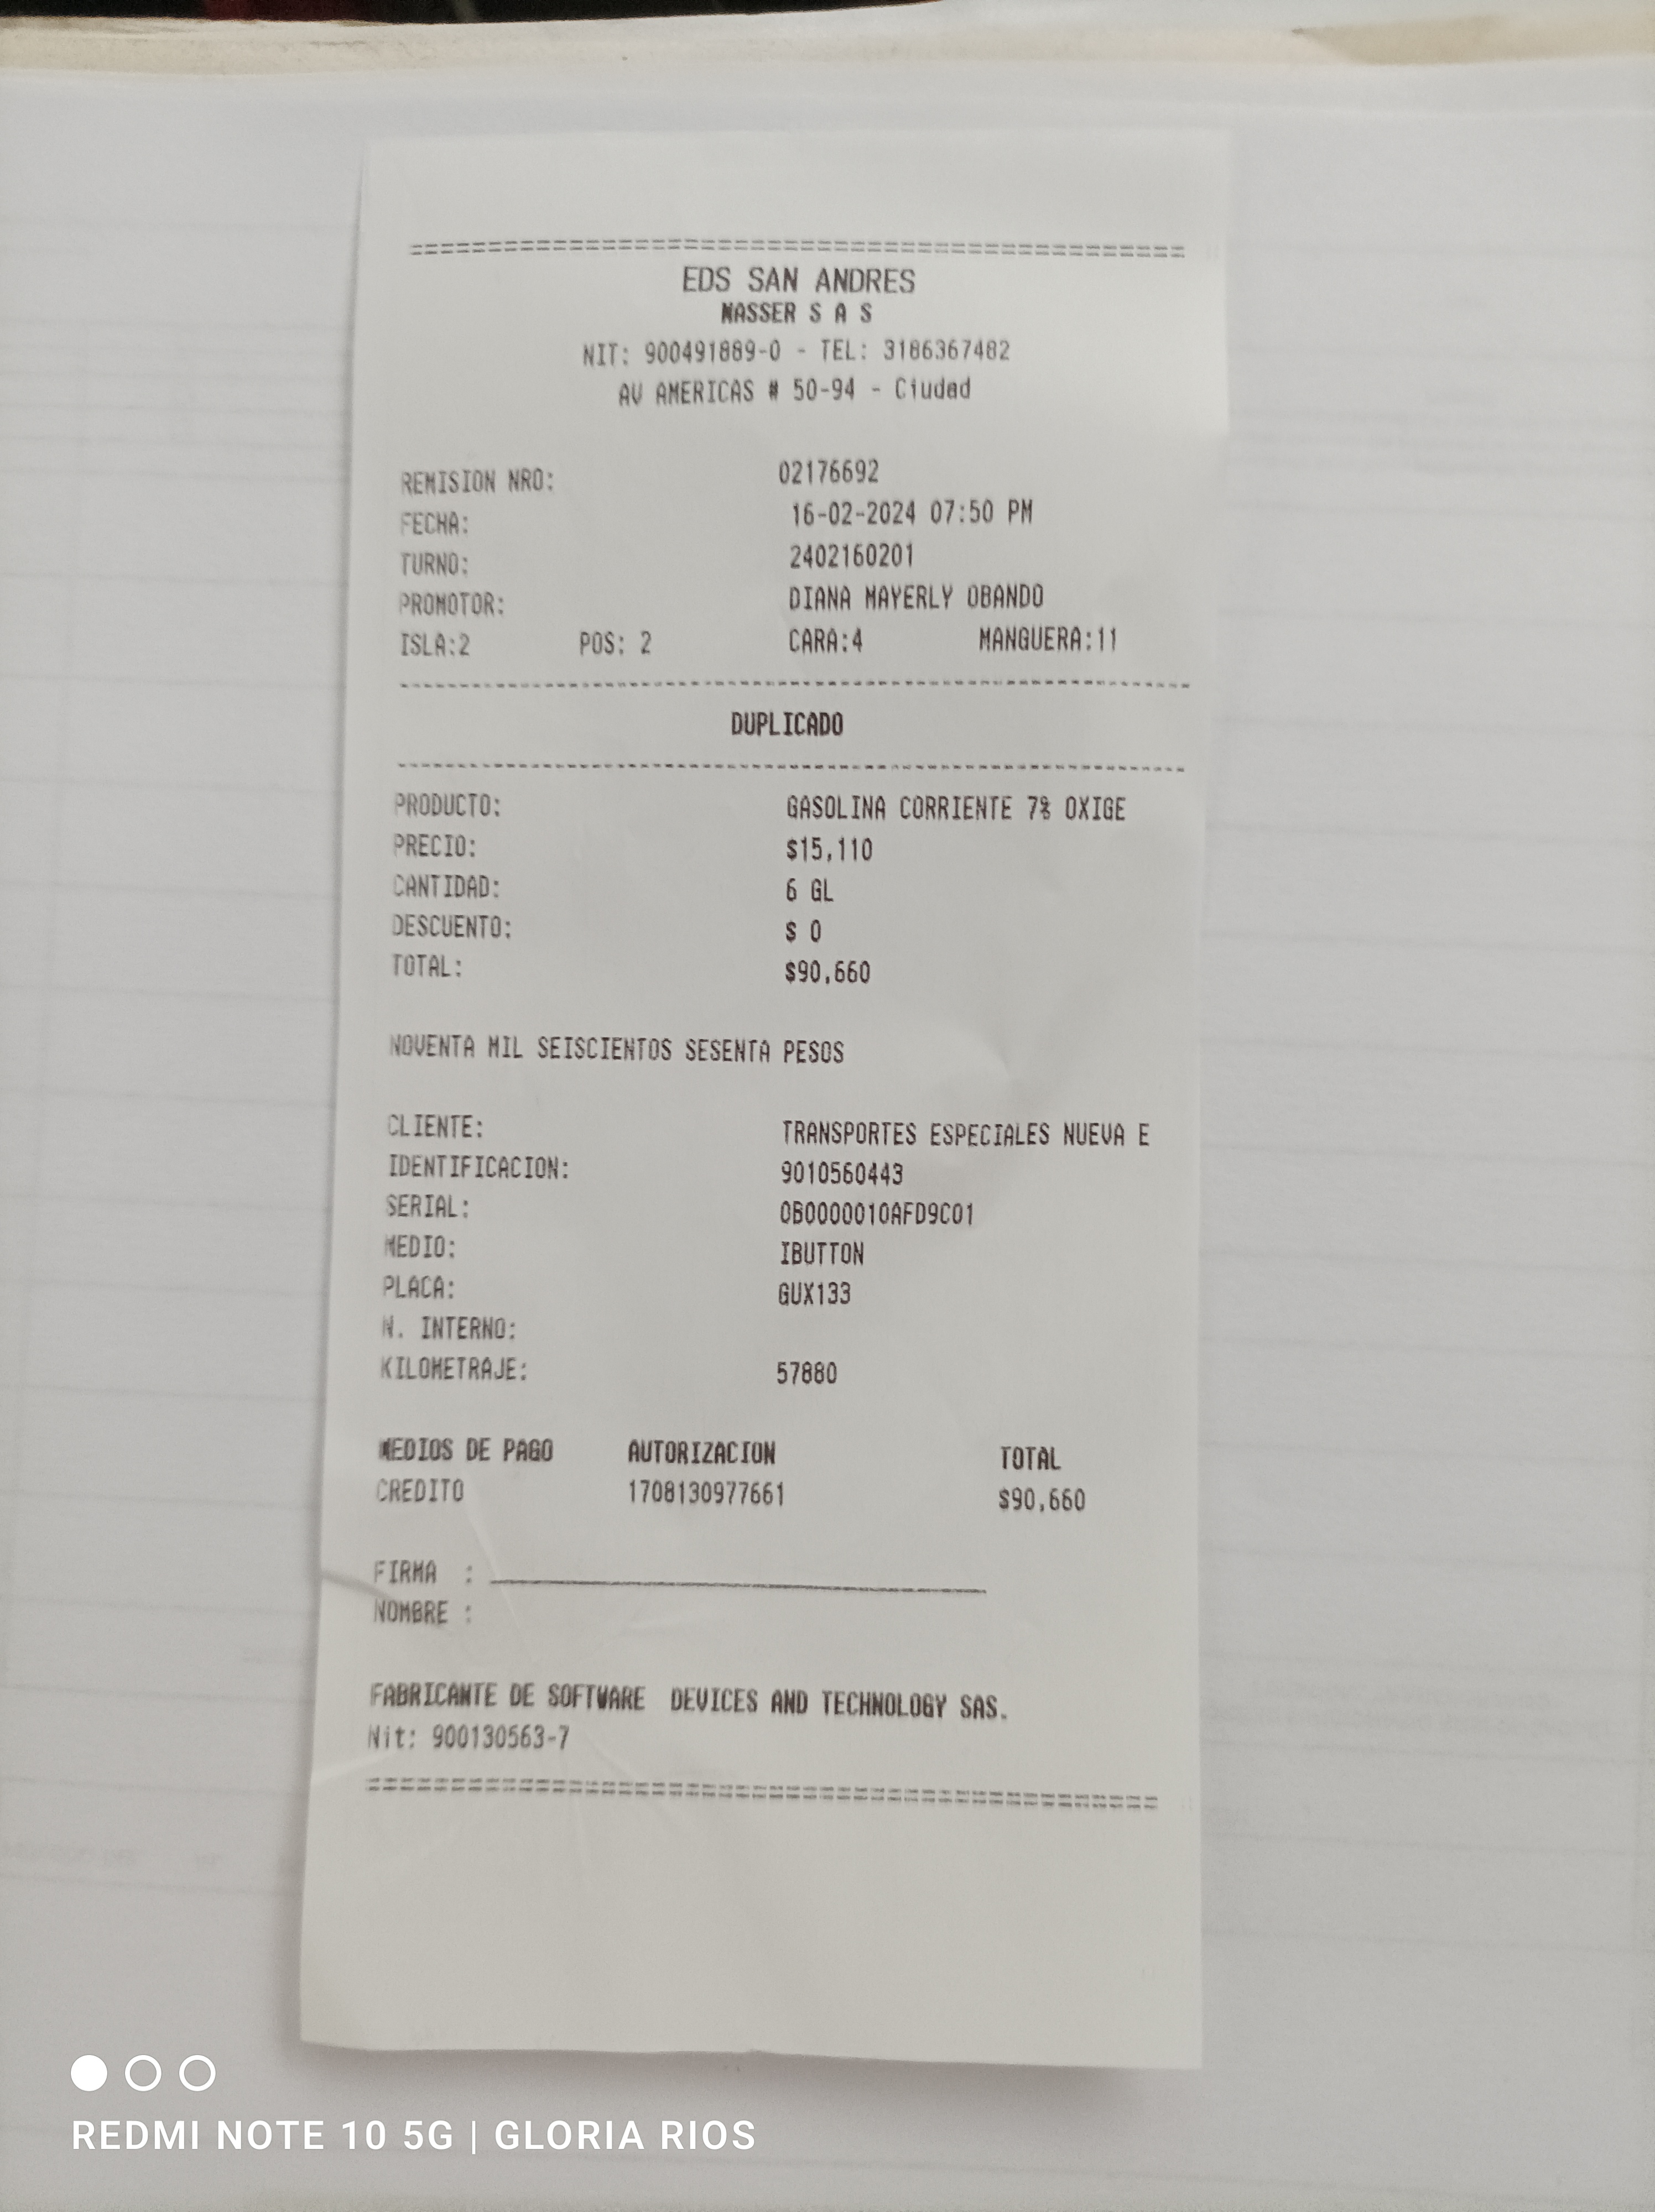 EDS SAN ANDRES
NASSER S A S
NIT: 900491889-0 - TEL: 3186367482
AV AMERICAS # 50-94 - Ciudad
REMISION NRO: 02176692
FECHA: 16-02-2024 07:50 PM
TURNO: 2402160201
PROMOTOR: DIANA MAYERLY OBANDO
ISLA:2 POS: 2 CARA:4 MANGUERA:11
DUPLICADO
PRODUCTO: GASOLINA CORRIENTE 7% OXIGE
PRECIO: $15,110
CANTIDAD: 6 GL
DESCUENTO: $ 0
TOTAL: $90,660
NOVENTA MIL SEISCIENTOS SESENTA PESOS
CLIENTE: TRANSPORTES ESPECIALES NUEVA E
IDENTIFICACION: 9010560443
SERIAL: 0B0000010AFD9C01
MEDIO: IBUTTON
PLACA: GUX133
N. INTERNO:
KILOMETRAJE: 57880
MEDIOS DE PAGO AUTORIZACION TOTAL
CREDITO 1708130977661 $90,660
FIRMA :
NOMBRE :
FABRICANTE DE SOFTWARE DEVICES AND TECHNOLOGY SAS.
Nit: 900130563-7
REDMI NOTE 10 5G | GLORIA RIOS